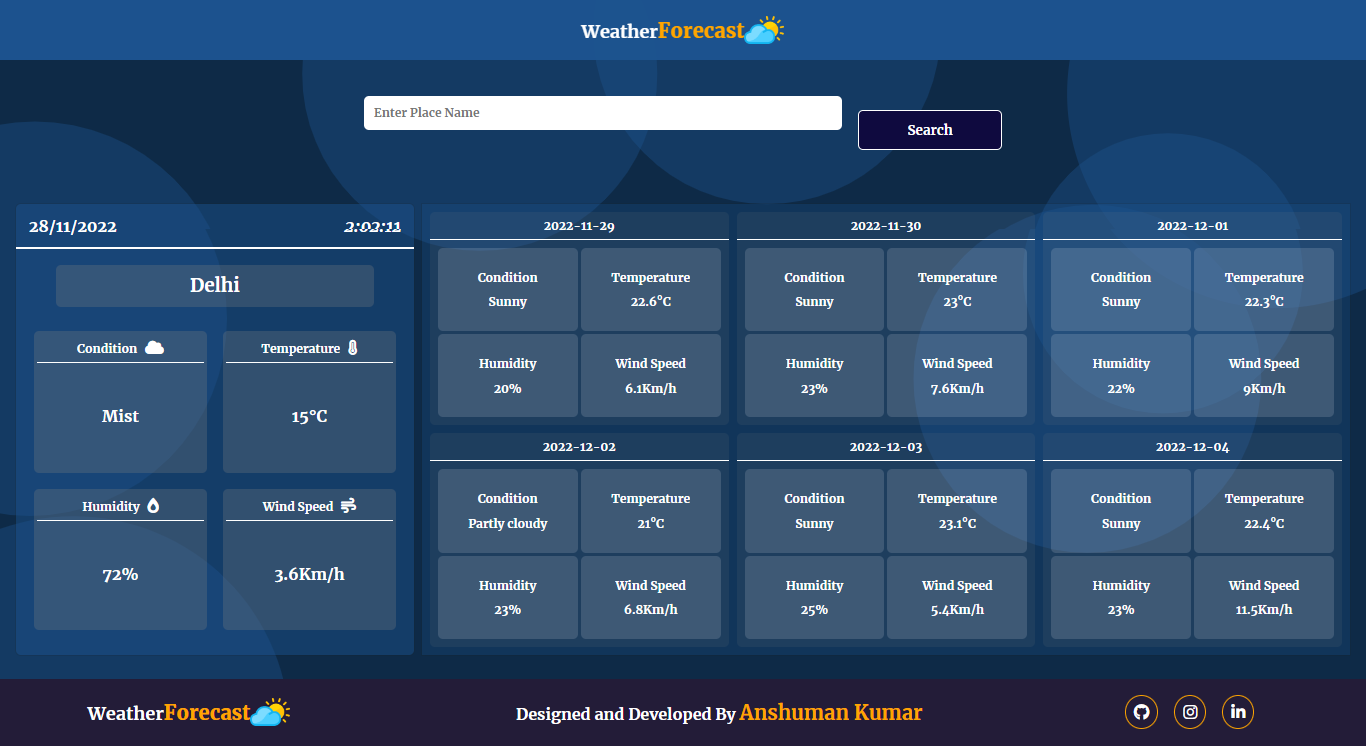 WeatherForecast
Enter Place Name
Search
28/11/2022
2:02:11
Delhi
Condition
Mist
Temperature
15°C
Humidity
72%
Wind Speed
3.6Km/h
2022-11-29
Condition
Sunny
Temperature
22.6°C
Humidity
20%
Wind Speed
6.1Km/h
2022-11-30
Condition
Sunny
Temperature
23°C
Humidity
23%
Wind Speed
7.6Km/h
2022-12-01
Condition
Sunny
Temperature
22.3°C
Humidity
22%
Wind Speed
9Km/h
2022-12-02
Condition
Partly cloudy
Temperature
21°C
Humidity
23%
Wind Speed
6.8Km/h
2022-12-03
Condition
Sunny
Temperature
23.1°C
Humidity
25%
Wind Speed
5.4Km/h
2022-12-04
Condition
Sunny
Temperature
22.4°C
Humidity
23%
Wind Speed
11.5Km/h
WeatherForecast
Designed and Developed By Anshuman Kumar
in